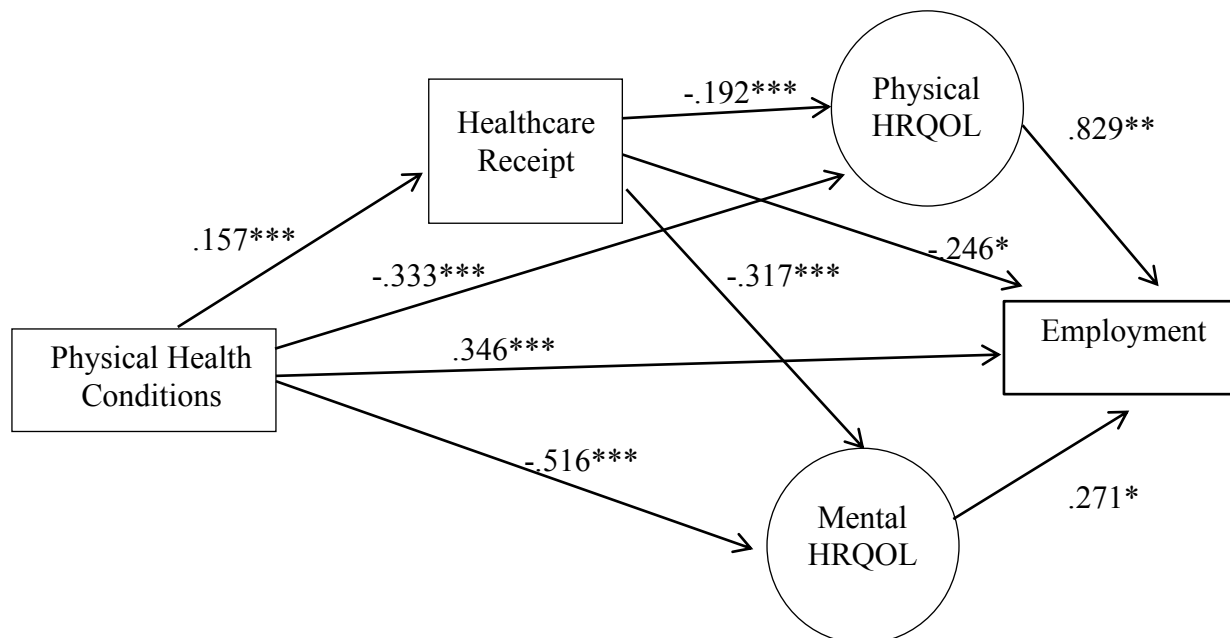 Healthcare
Receipt
Physical
HRQOL
-.192***
.829**
.157***
-.333***
-.246*
-.317***
Physical Health
Conditions
.346***
Employment
-.516***
Mental
HRQOL
.271*